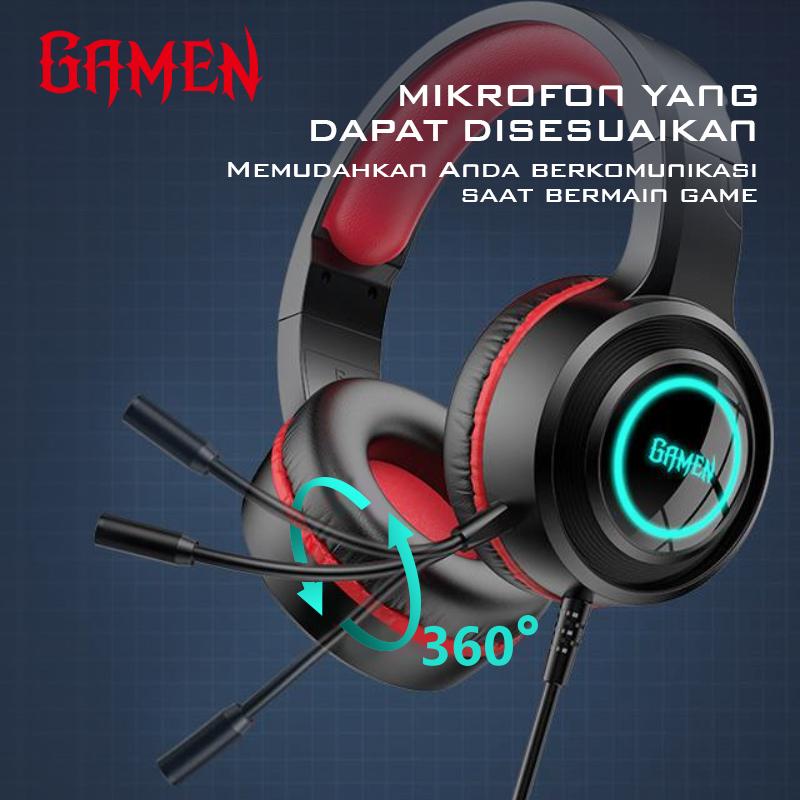 GAMEN
MIKROFON YANG
DAPAT DISESUAIKAN
MEMUDAHKAN ANDA BERKOMUNIKASI
SAAT BERMAIN GAME
GAMEN
360°